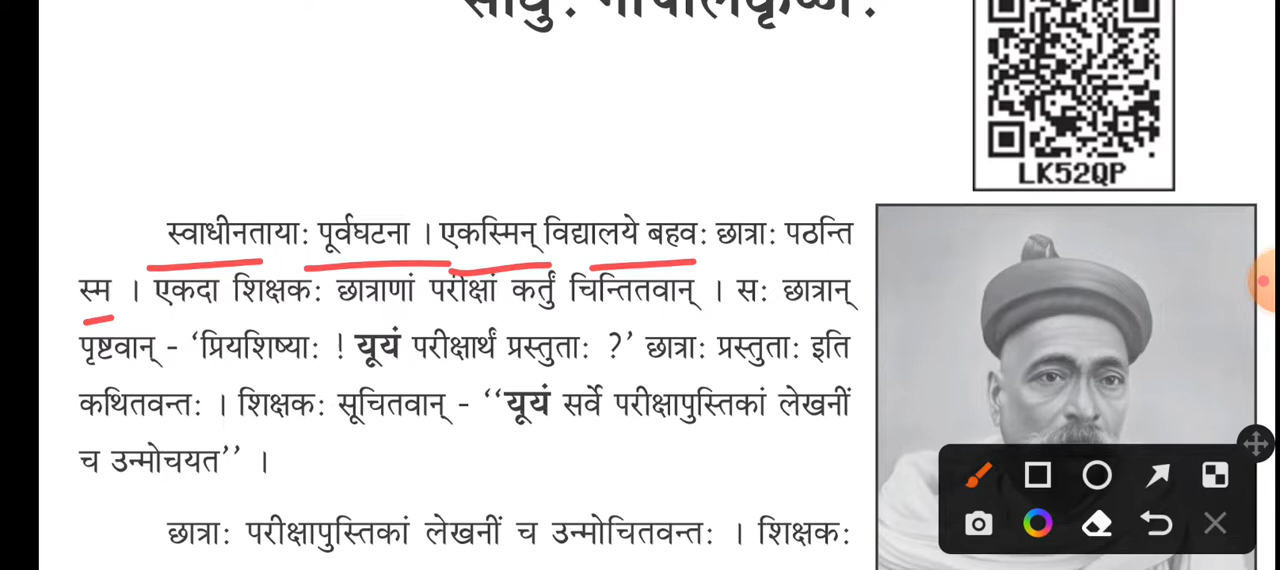 साधुः गोपालकृष्णः
LK52QP
स्वाधीनतायाः पूर्वघटना । एकस्मिन् विद्यालये बहवः छात्राः पठन्ति
स्म । एकदा शिक्षकः छात्राणां परीक्षां कर्तुं चिन्तितवान् । सः छात्रान्
पृष्टवान् - ‘प्रियशिष्याः ! यूयं परीक्षार्थं प्रस्तुताः ?’ छात्राः प्रस्तुताः इति
कथितवन्तः । शिक्षकः सूचितवान् - ‘‘यूयं सर्वे परीक्षापुस्तिकां लेखनीं
च उन्मोचयत’’ ।
छात्राः परीक्षापुस्तिकां लेखनीं च उन्मोचितवन्तः । शिक्षकः